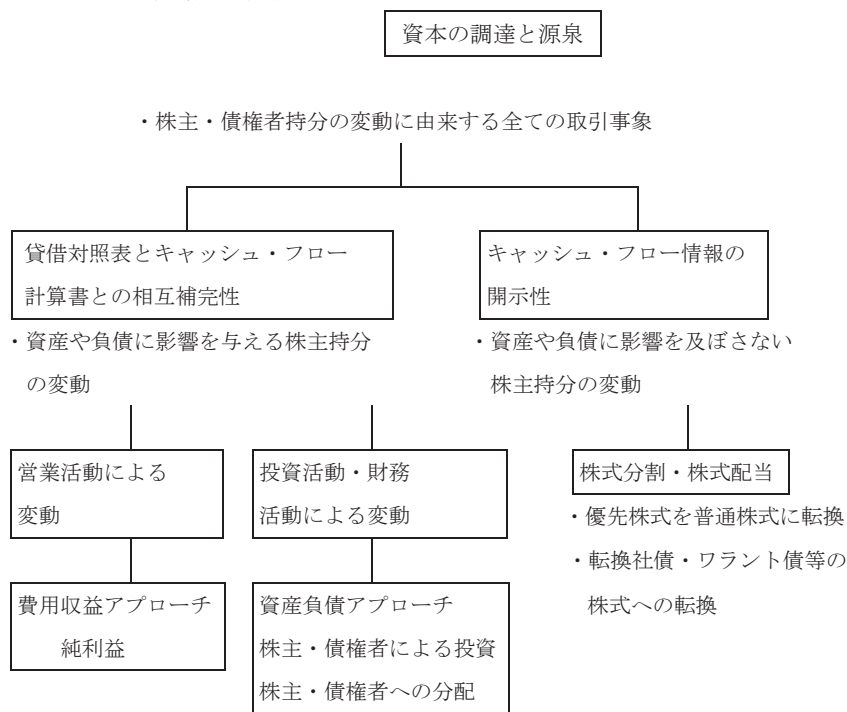 資本の調達と源泉
・株主・債権者持分の変動に由来する全ての取引事象
貸借対照表とキャッシュ・フロー
計算書との相互補完性
・資産や負債に影響を与える株主持分
の変動
キャッシュ・フロー情報の
開示性
・資産や負債に影響を及ぼさない
株主持分の変動
営業活動による
変動
投資活動・財務
活動による変動
株式分割・株式配当
・優先株式を普通株式に転換
・転換社債・ワラント債等の
株式への転換
費用収益アプローチ
純利益
資産負債アプローチ
株主・債権者による投資
株主・債権者への分配